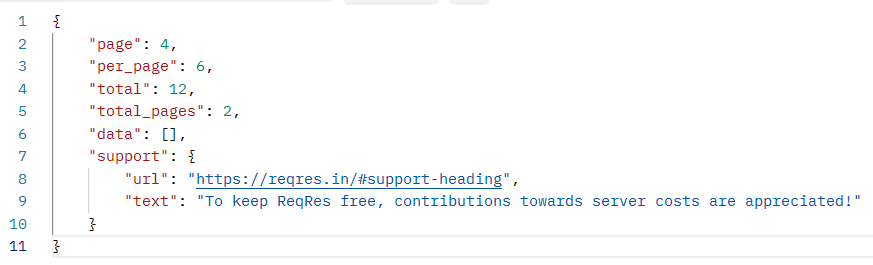 1 {
2 "page": 4,
3 "per_page": 6,
4 "total": 12,
5 "total_pages": 2,
6 "data": [],
7 "support": {
8 "url": "https://reqres.in/#support-heading",
9 "text": "To keep ReqRes free, contributions towards server costs are appreciated!"
10 }
11 }